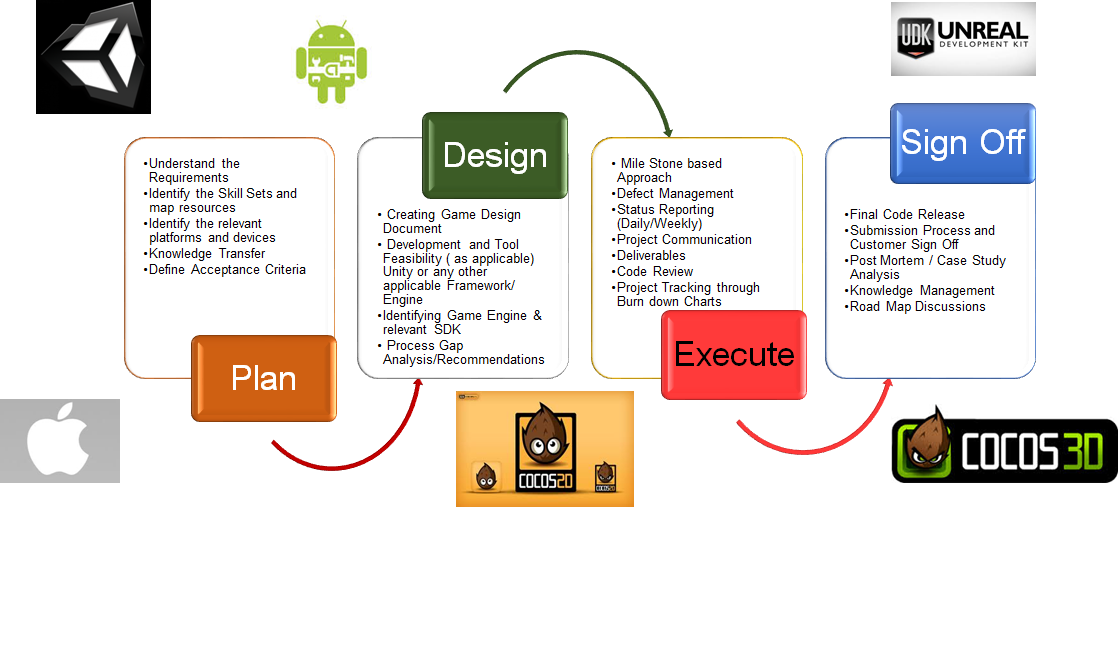 UDK UNREAL
DEVELOPMENT KIT
•Understand the
Requirements
•Identify the Skill Sets and
map resources
•Identify the relevant
platforms and devices
•Knowledge Transfer
•Define Acceptance Criteria
Plan
Design
• Creating Game Design
Document
• Development and Tool
Feasibility ( as applicable)
Unity or any other
applicable Framework/
Engine
•Identifying Game Engine &
relevant SDK
• Process Gap
Analysis/Recommendations
• Mile Stone based
Approach
•Defect Management
•Status Reporting
(Daily/Weekly)
•Project Communication
•Deliverables
•Code Review
•Project Tracking through
Burn down Charts
Execute
Sign Off
•Final Code Release
•Submission Process and
Customer Sign Off
•Post Mortem / Case Study
Analysis
•Knowledge Management
•Road Map Discussions
COCOS2D
COCOS 3D